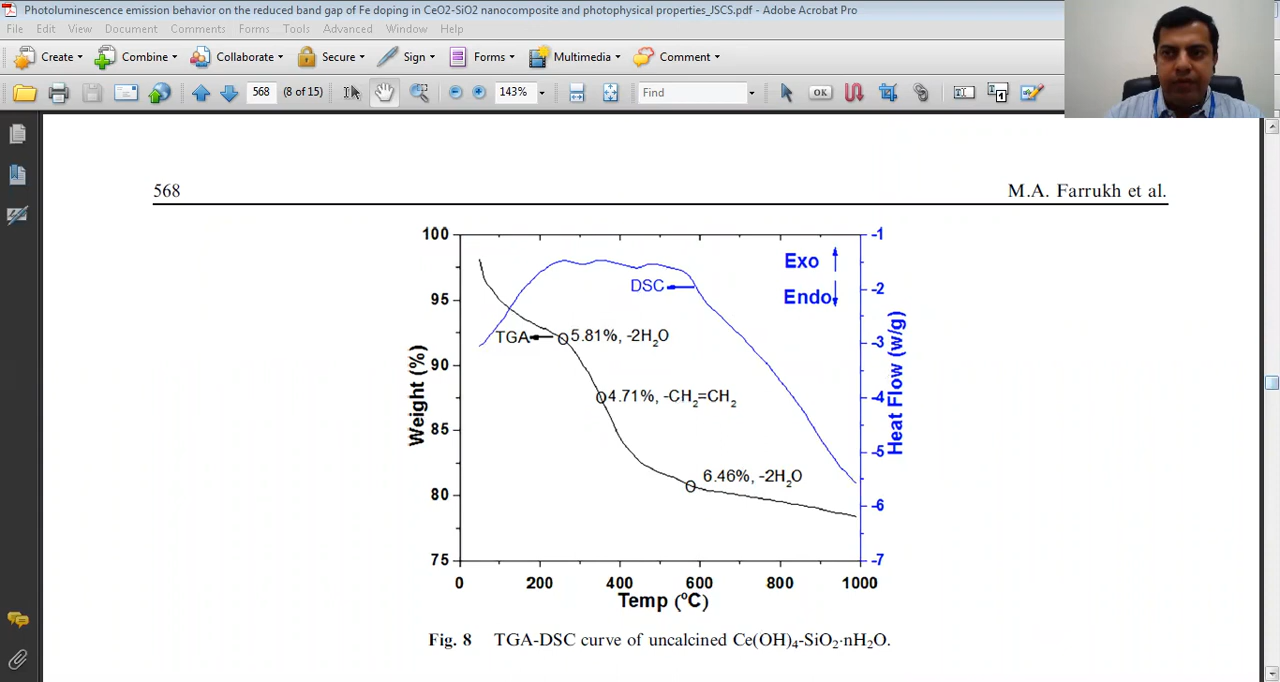 Photoluminescence emission behavior on the reduced band gap of Fe doping in CeO2-SiO2 nanocomposite and photophysical properties_JSCS.pdf - Adobe Acrobat Pro
File Edit View Document Comments Forms Tools Advanced Window Help
Create Combine Collaborate Secure Sign Forms Multimedia Comment
568 (8 of 15) 143% Find OK
568 M.A. Farrukh et al.
100 -1
Exo
DSC
Endo
-2
95
TGA 5.81%, -2H₂O
-3
90
4.71%, -CH₂=CH₂
-4
85
6.46%, -2H₂O
-5
80
-6
75 -7
Weight (%)
Heat Flow (w/g)
0 200 400 600 800 1000
Temp (⁰C)
Fig. 8 TGA-DSC curve of uncalcined Ce(OH)₄-SiO₂·nH₂O.